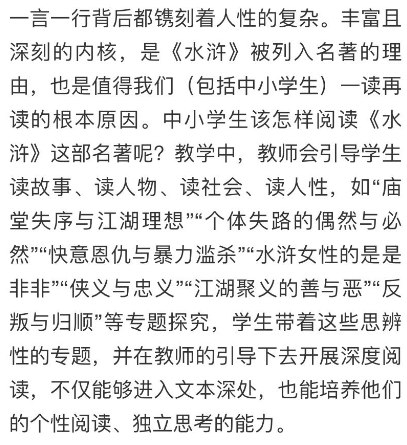 一言一行背后都镌刻着人性的复杂。丰富且
深刻的内核，是《水浒》被列入名著的理
由，也是值得我们（包括中小学生）一读再
读的根本原因。中小学生该怎样阅读《水
浒》这部名著呢？教学中，教师会引导学生
读故事、读人物、读社会、读人性，如“庙
堂失序与江湖理想”“个体失路的偶然与必
然”“快意恩仇与暴力滥杀”“水浒女性的是是
非非”“侠义与忠义”“江湖聚义的善与恶”“反
叛与归顺”等专题探究，学生带着这些思辨
性的专题，并在教师的引导下去开展深度阅
读，不仅能够进入文本深处，也能培养他们
的个性阅读、独立思考的能力。